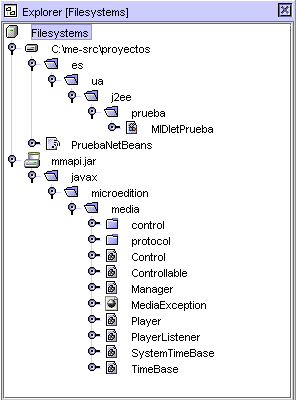 Explorer [Filesystems]
Filesystems
C:\me-src\proyectos
es
ua
j2ee
prueba
MIDletPrueba
PruebaNetBeans
mmapi.jar
javax
microedition
media
control
protocol
Control
Controllable
Manager
MediaException
Player
PlayerListener
SystemTimeBase
TimeBase